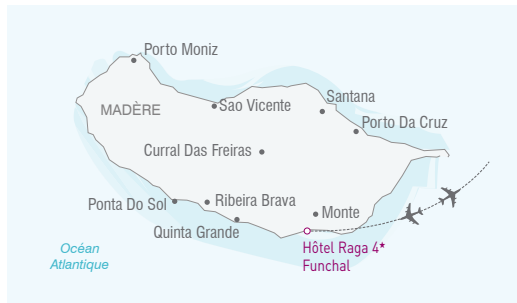 Porto Moniz
Santana
MADÈRE
Sao Vicente
Porto Da Cruz
Curral Das Freiras
Ponta Do Sol
Ribeira Brava
Monte
Quinta Grande
Océan
Atlantique
Hôtel Raga 4★
Funchal